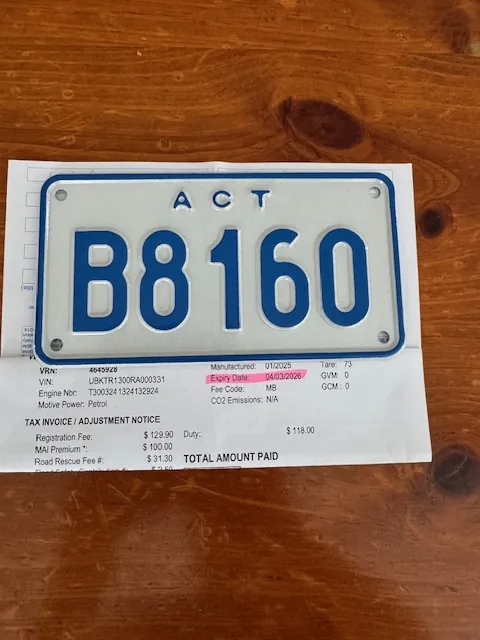 ACT
B8160
VRN: 4645928
VIN: UBKTR1300RA000331
Engine Nbr: T3003241324132924
Motive Power: Petrol
Manufactured: 01/2025
Expiry Date: 04/03/2026
Fee Code: MB
CO2 Emissions: N/A
Tare: 73
GVM: 0
GCM: 0
TAX INVOICE / ADJUSTMENT NOTICE
Registration Fee: $ 129.90
MAI Premium *: $ 100.00
Road Rescue Fee #: $ 31.30
Duty: $ 118.00
TOTAL AMOUNT PAID